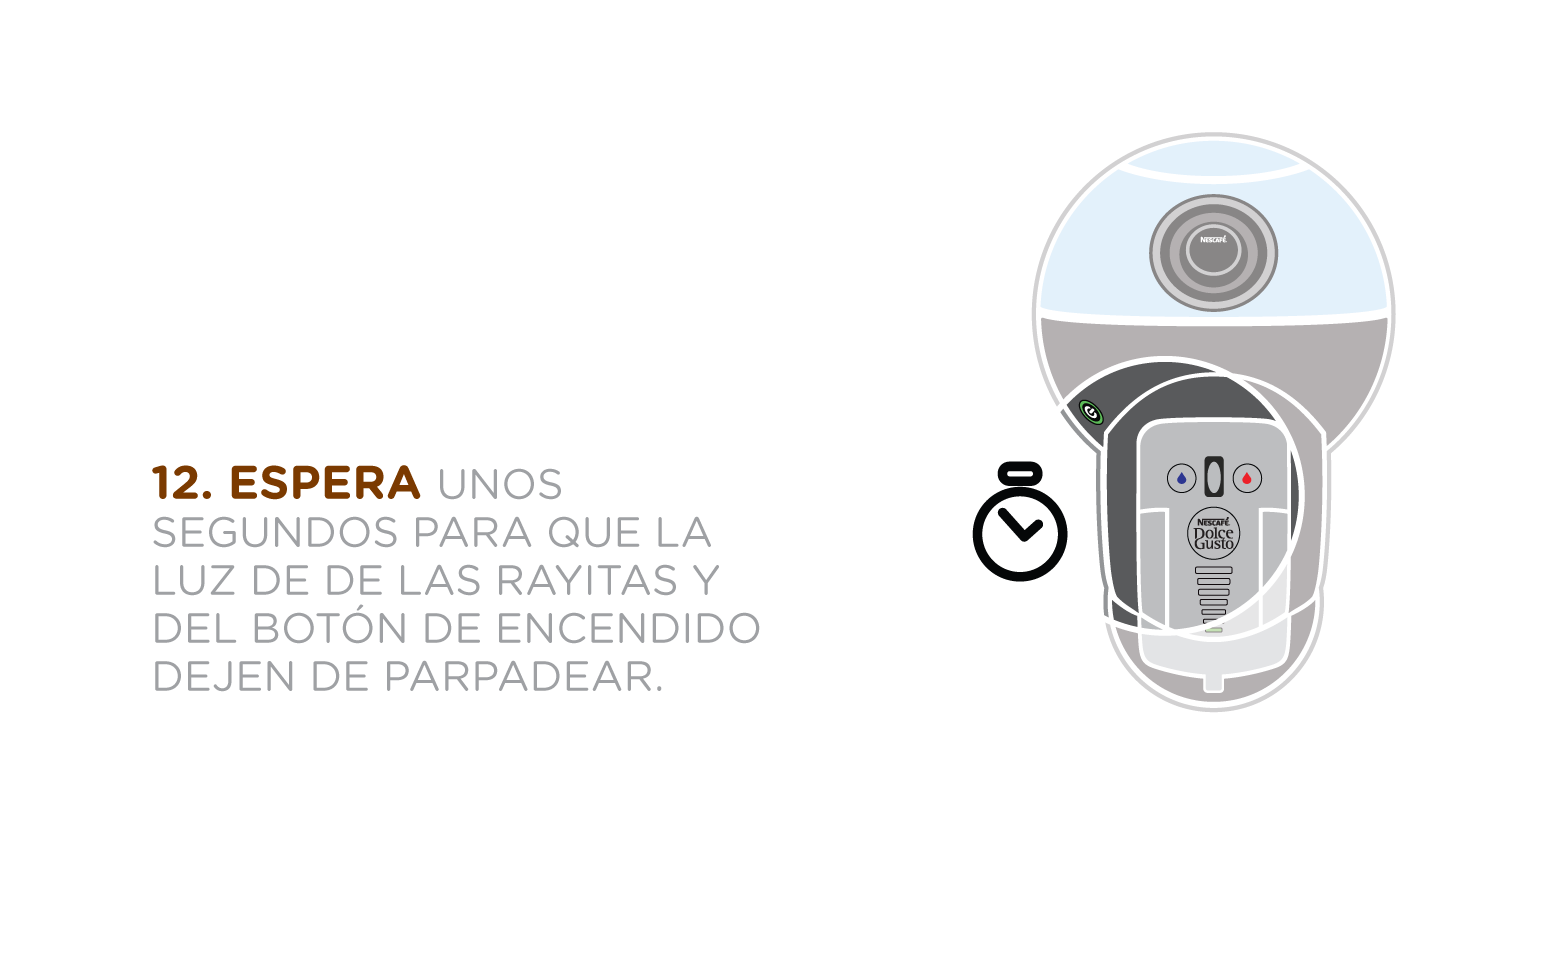 12. ESPERA UNOS
SEGUNDOS PARA QUE LA
LUZ DE DE LAS RAYITAS Y
DEL BOTÓN DE ENCENDIDO
DEJEN DE PARPADEAR.
NESCAFÉ.
NESCAFÉ.
Dolce
Gusto